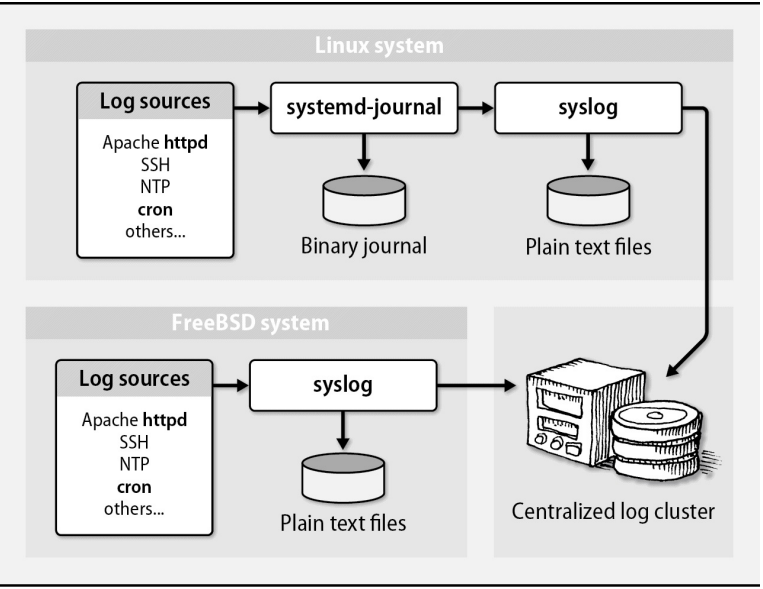 Linux system
Log sources
Apache httpd
SSH
NTP
cron
others...
systemd-journal
Binary journal
syslog
Plain text files
FreeBSD system
Log sources
Apache httpd
SSH
NTP
cron
others...
syslog
Plain text files
Centralized log cluster